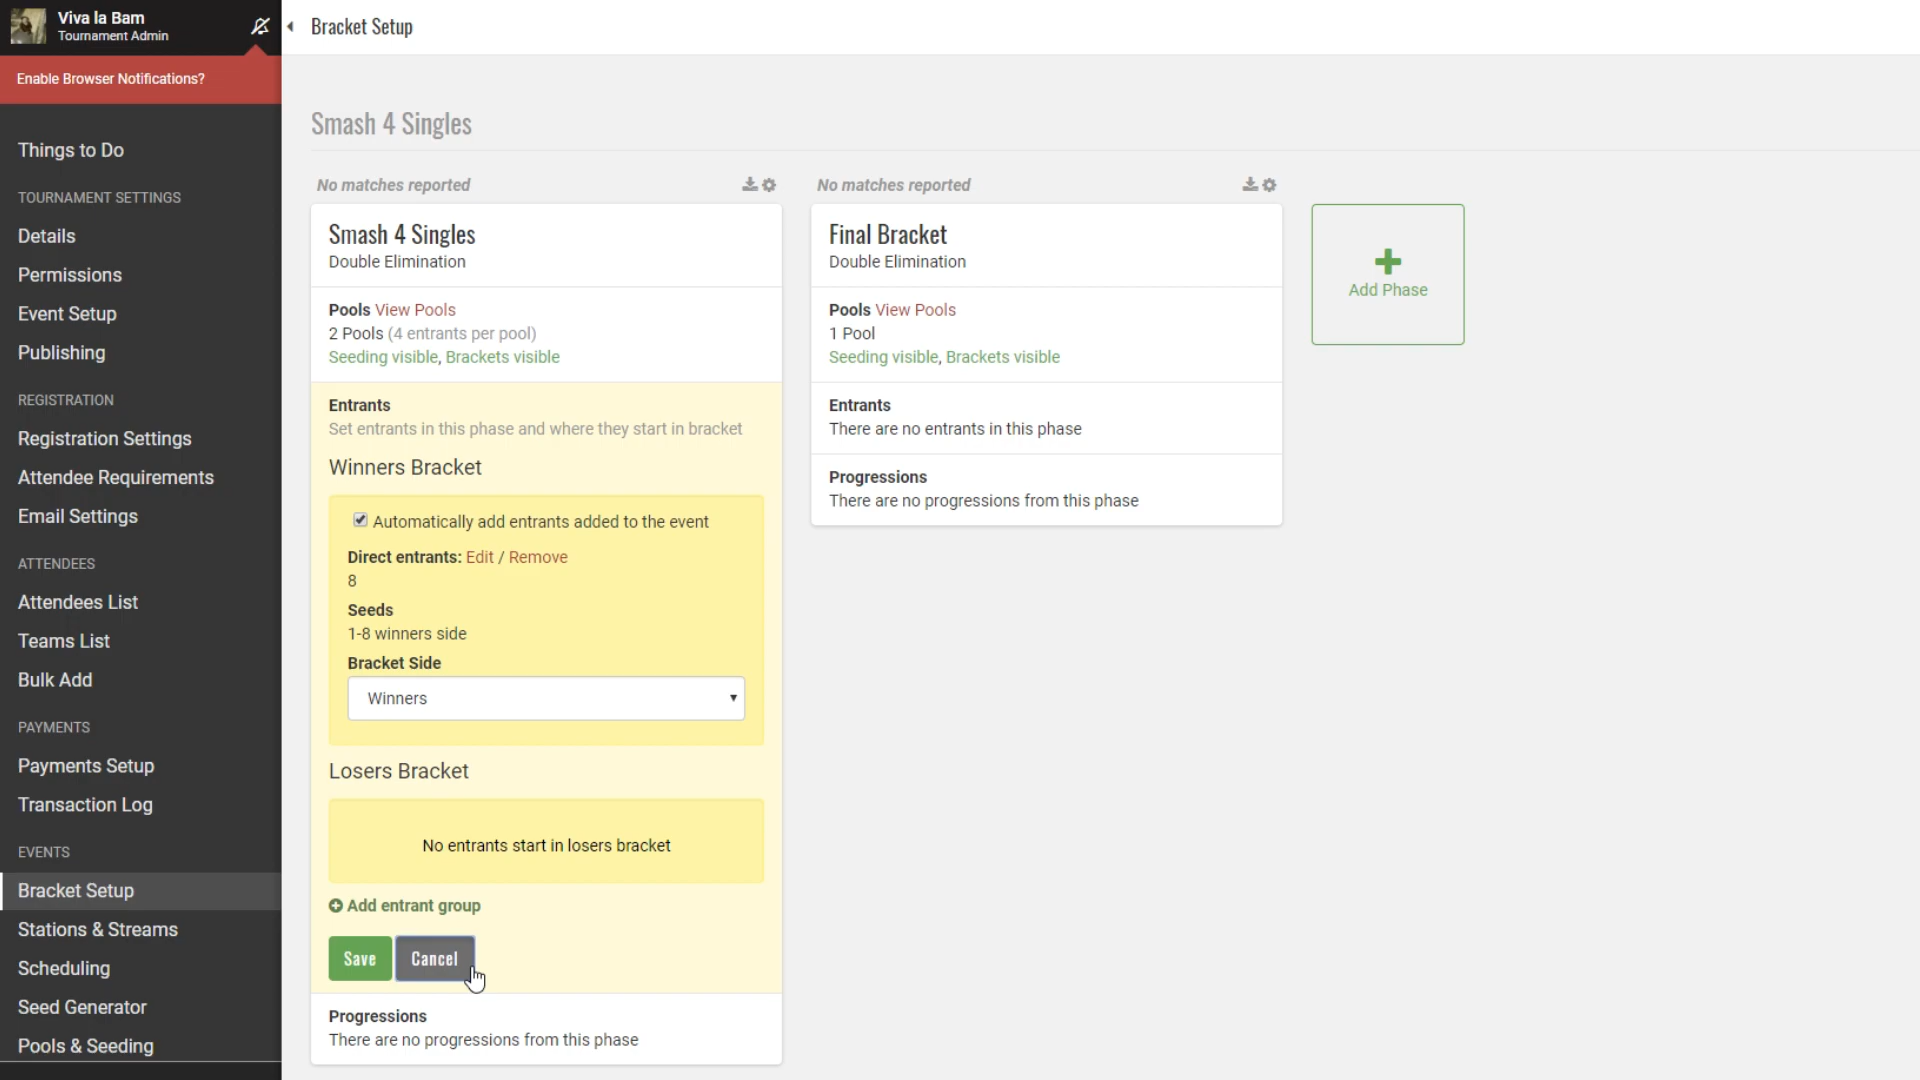 Viva la Bam
Tournament Admin
Enable Browser Notifications?
Things to Do
TOURNAMENT SETTINGS
Details
Permissions
Event Setup
Publishing
REGISTRATION
Registration Settings
Attendee Requirements
Email Settings
ATTENDEES
Attendees List
Teams List
Bulk Add
PAYMENTS
Payments Setup
Transaction Log
EVENTS
Bracket Setup
Stations & Streams
Scheduling
Seed Generator
Pools & Seeding
Bracket Setup
Smash 4 Singles
No matches reported
Smash 4 Singles
Double Elimination
Pools View Pools
2 Pools (4 entrants per pool)
Seeding visible, Brackets visible
Entrants
Set entrants in this phase and where they start in bracket
Winners Bracket
Automatically add entrants added to the event
Direct entrants: Edit / Remove
8
Seeds
1-8 winners side
Bracket Side
Winners
Losers Bracket
No entrants start in losers bracket
Add entrant group
Save Cancel
Progressions
There are no progressions from this phase
No matches reported
Final Bracket
Double Elimination
Pools View Pools
1 Pool
Seeding visible, Brackets visible
Entrants
There are no entrants in this phase
Progressions
There are no progressions from this phase
Add Phase